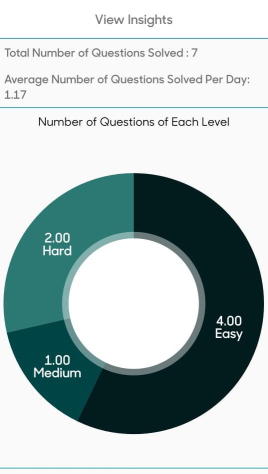 View Insights
Total Number of Questions Solved : 7
Average Number of Questions Solved Per Day:
1.17
Number of Questions of Each Level
2.00
Hard
4.00
Easy
1.00
Medium